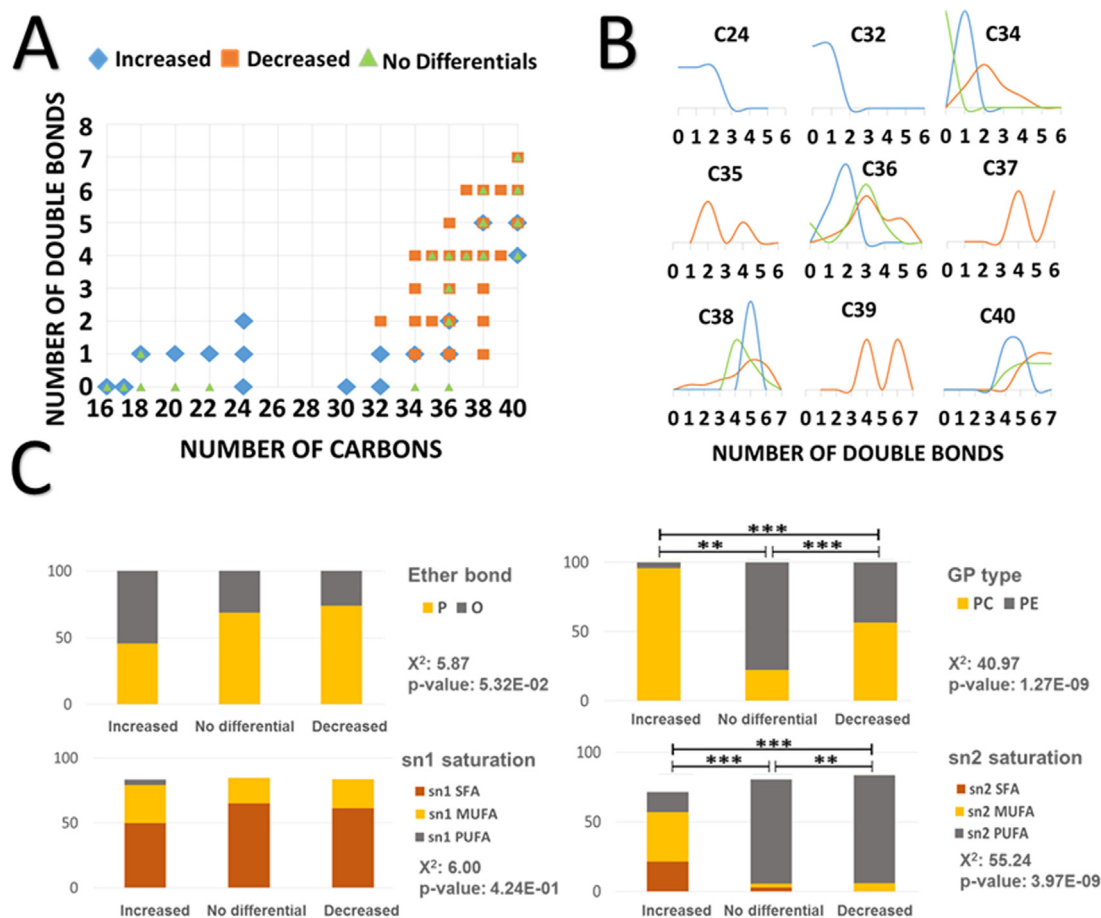 A
Increased Decreased No Differentials
NUMBER OF DOUBLE BONDS
8
7
6
5
4
3
2
1
0
16 18 20 22 24 26 28 30 32 34 36 38 40
NUMBER OF CARBONS
B
C24 C32 C34
0 1 2 3 4 5 6 0 1 2 3 4 5 6 0 1 2 3 4 5 6
C35 C36 C37
0 1 2 3 4 5 6 0 1 2 3 4 5 6 0 1 2 3 4 5 6
C38 C39 C40
0 1 2 3 4 5 6 7 0 1 2 3 4 5 6 7 0 1 2 3 4 5 6 7
NUMBER OF DOUBLE BONDS
C
100
50
0
Increased No differential Decreased
Ether bond
P O
X²: 5.87
p-value: 5.32E-02
***
** ***
100
50
0
Increased No differential Decreased
GP type
PC PE
X²: 40.97
p-value: 1.27E-09
100
50
0
Increased No differential Decreased
sn1 saturation
sn1 SFA
sn1 MUFA
sn1 PUFA
X²: 6.00
p-value: 4.24E-01
***
*** **
100
50
0
Increased No differential Decreased
sn2 saturation
sn2 SFA
sn2 MUFA
sn2 PUFA
X²: 55.24
p-value: 3.97E-09